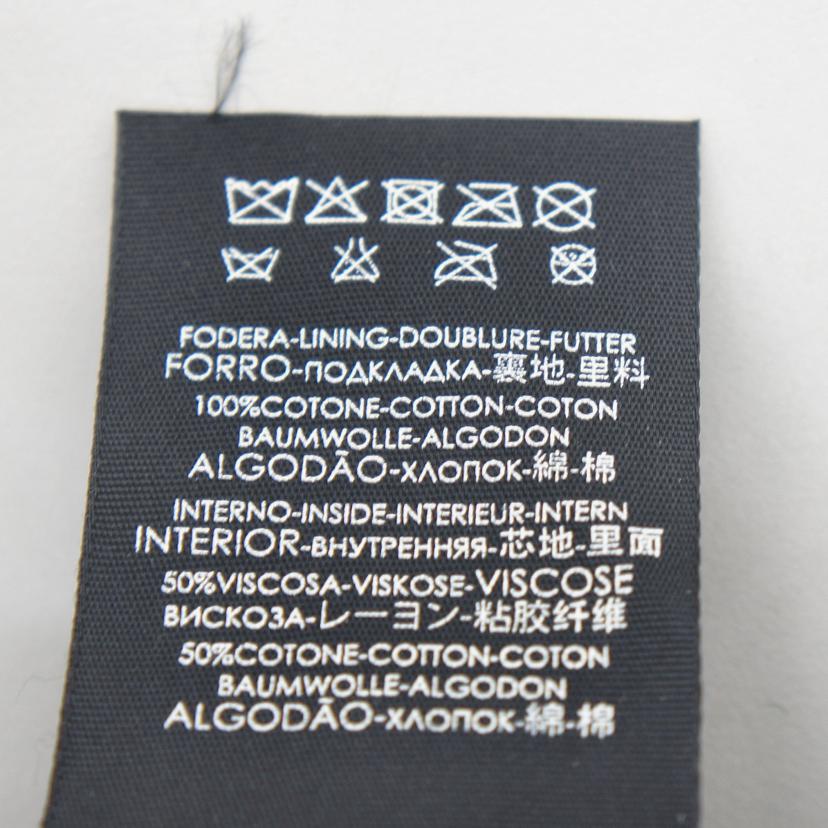 FODERA-LINING-DOUBLURE-FUTTER
FORRO-ПОДКЛАДКА-裏地-里料
100%COTONE-COTTON-COTON
BAUMWOLLE-ALGODON
ALGODÃO-ХЛОПОК-綿-棉
INTERNO-INSIDE-INTERIEUR-INTERN
INTERIOR-ВНУТРЕННЯЯ-芯地-里面
50%VISCOSA-VISKOSE-VISCOSE
ВИСКОЗА-レーヨン-粘胶纤维
50%COTONE-COTTON-COTON
BAUMWOLLE-ALGODON
ALGODÃO-ХЛОПОК-綿-棉